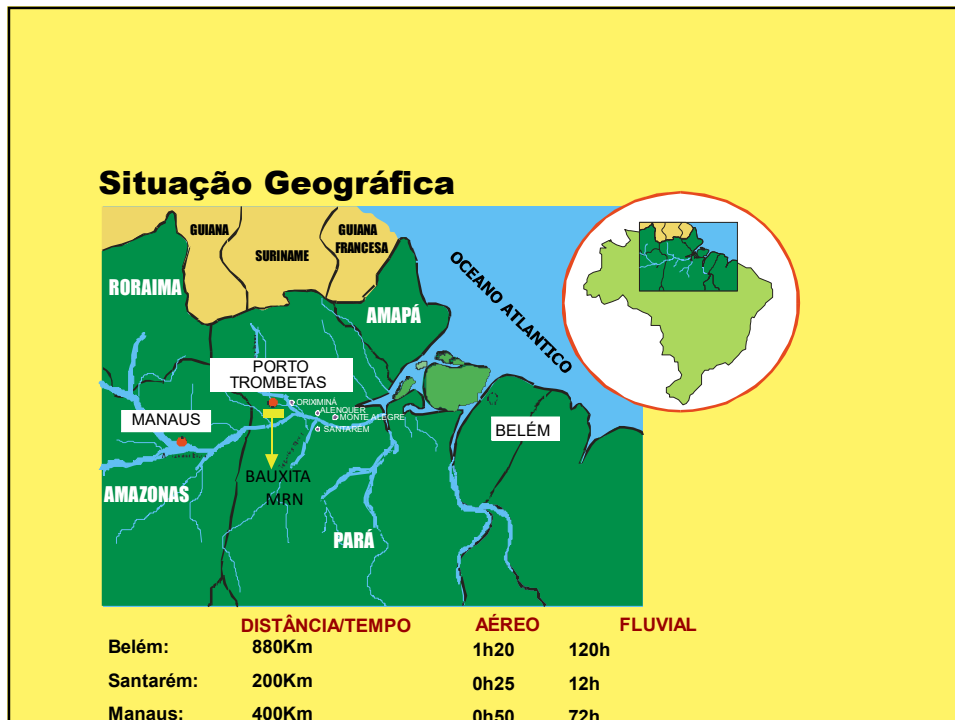 Situação Geográfica
GUIANA
SURINAME
GUIANA
FRANCESA
OCEANO ATLANTICO
RORAIMA
AMAPÁ
PORTO
TROMBETAS
ORIXIMINÁ
ALENQUER
MONTE ALEGRE
SANTARÉM
MANAUS
BELÉM
BAUXITA
MRN
AMAZONAS
PARÁ
DISTÂNCIA/TEMPO AÉREO FLUVIAL
Belém: 880Km 1h20 120h
Santarém: 200Km 0h25 12h
Manaus: 400Km 0h50 72h